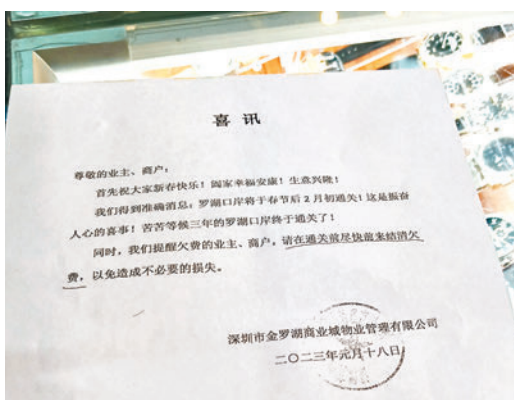 喜 讯
尊敬的业主、商户：
首先祝大家新春快乐！阖家幸福安康！生意兴隆！
我们得到准确消息：罗湖口岸将于春节后2月初通关！这是振奋
人心的喜事！苦苦等候三年的罗湖口岸终于通关了！
同时，我们提醒欠费的业主、商户，请在通关前尽快前来结清欠
费，以免造成不必要的损失。
深圳市金罗湖商业城物业管理有限公司
二〇二三年元月十八日